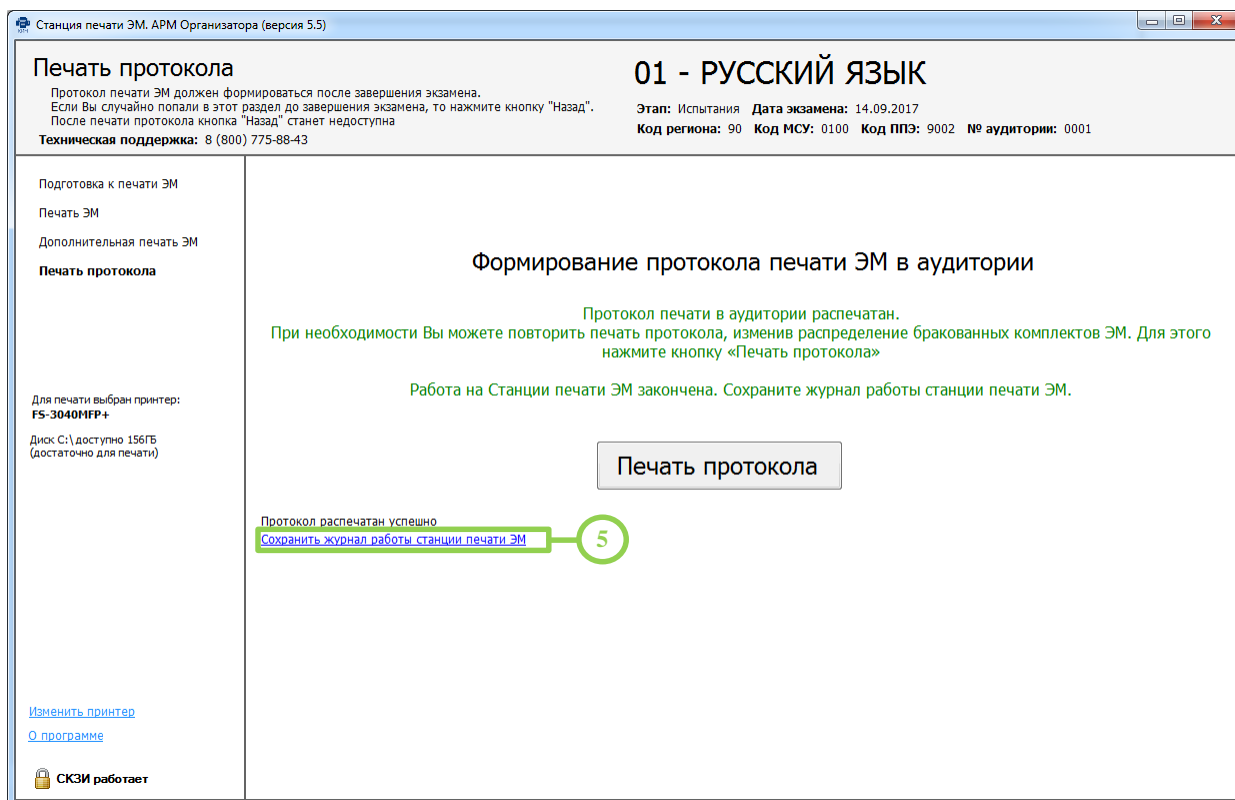 Станция печати ЭМ. АРМ Организатора (версия 5.5)
Печать протокола
Протокол печати ЭМ должен формироваться после завершения экзамена.
Если Вы случайно попали в этот раздел до завершения экзамена, то нажмите кнопку "Назад".
После печати протокола кнопка "Назад" станет недоступна
Техническая поддержка: 8 (800) 775-88-43
01 - РУССКИЙ ЯЗЫК
Этап: Испытания Дата экзамена: 14.09.2017
Код региона: 90 Код МСУ: 0100 Код ППЭ: 9002 № аудитории: 0001
Подготовка к печати ЭМ
Печать ЭМ
Дополнительная печать ЭМ
Печать протокола
Для печати выбран принтер:
FS-3040MFP+
Диск C:\ доступно 156ГБ
(достаточно для печати)
Изменить принтер
О программе
СКЗИ работает
Формирование протокола печати ЭМ в аудитории
Протокол печати в аудитории распечатан.
При необходимости Вы можете повторить печать протокола, изменив распределение бракованных комплектов ЭМ. Для этого
нажмите кнопку «Печать протокола»
Работа на Станции печати ЭМ закончена. Сохраните журнал работы станции печати ЭМ.
Печать протокола
Протокол распечатан успешно
Сохранить журнал работы станции печати ЭМ
5